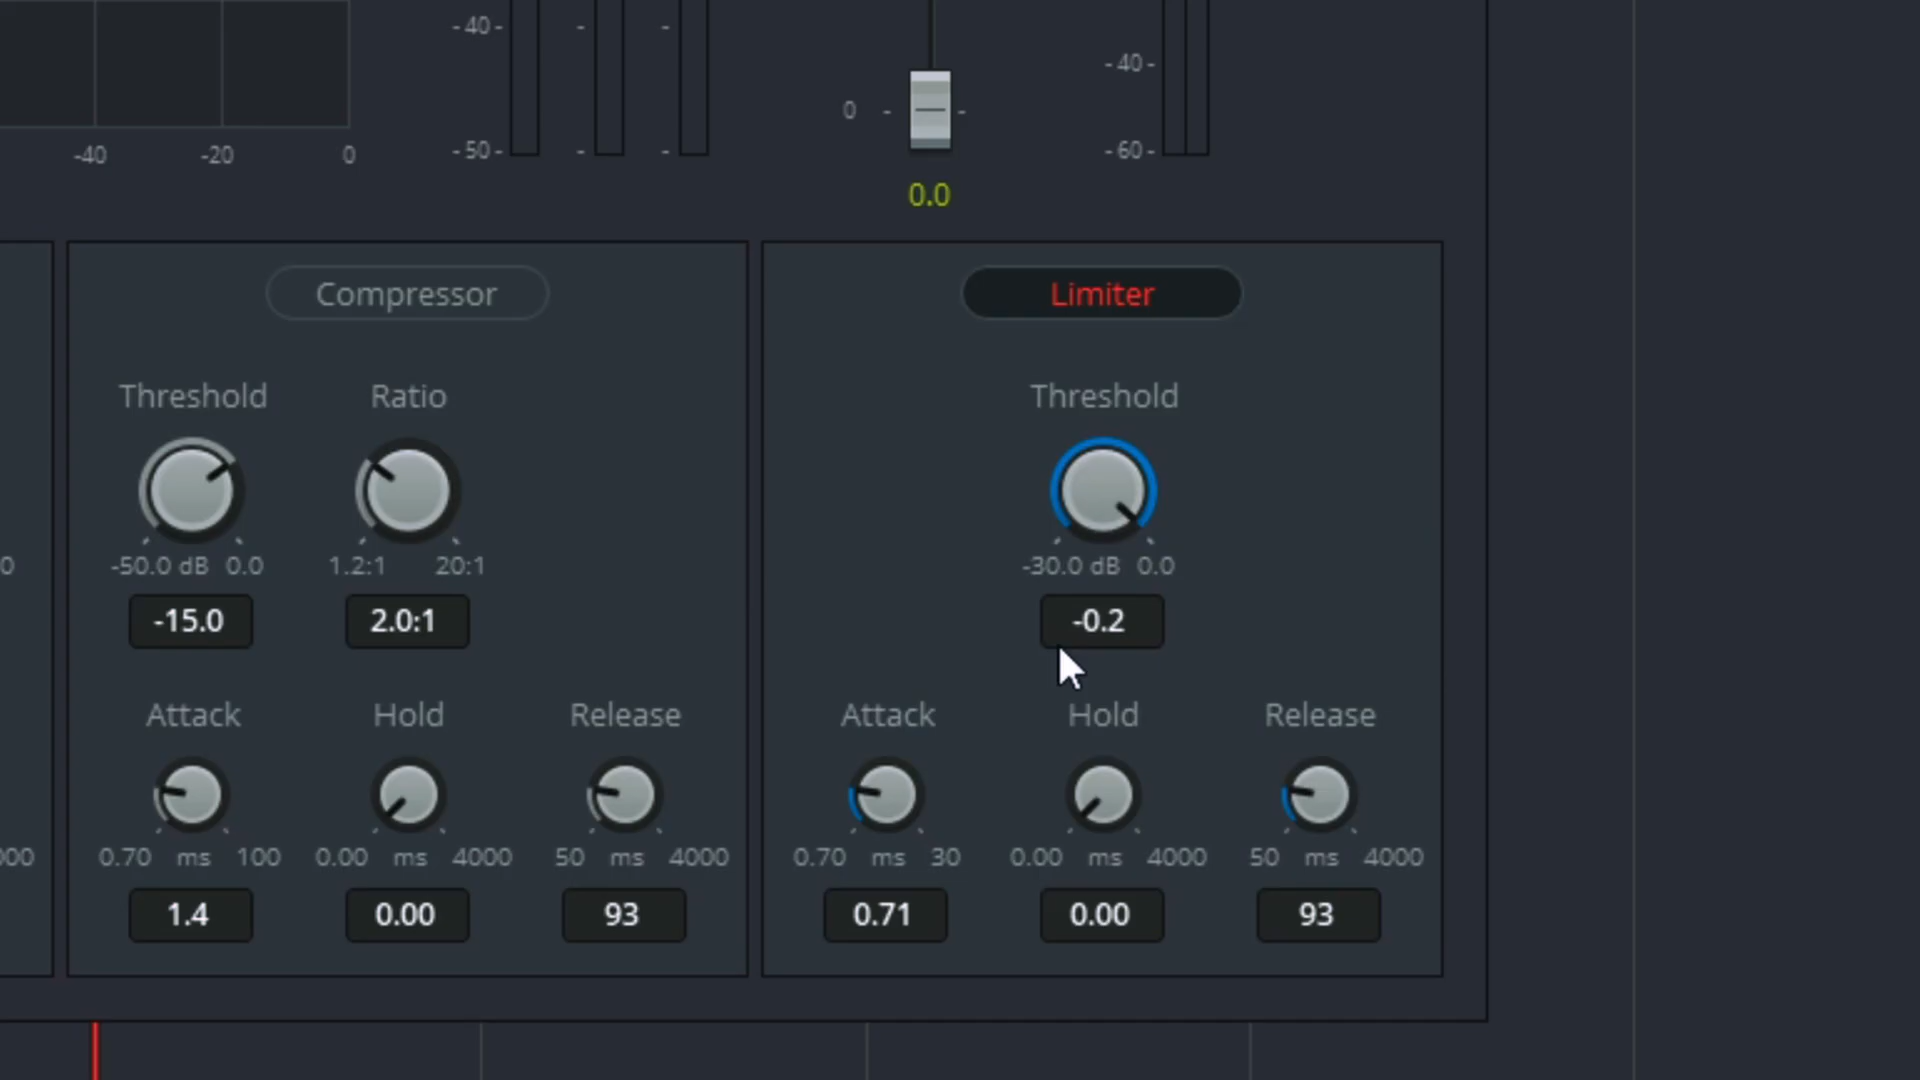 -40- - -
-40-
0 - -
-40 -20 0 -50- - - -60-
0.0
Compressor
Limiter
Threshold Ratio
Threshold
0 -50.0 dB 0.0 1.2:1 20:1
-30.0 dB 0.0
-15.0 2.0:1
-0.2
Attack Hold Release
Attack Hold Release
000 0.70 ms 100 0.00 ms 4000 50 ms 4000
0.70 ms 30 0.00 ms 4000 50 ms 4000
1.4 0.00 93
0.71 0.00 93